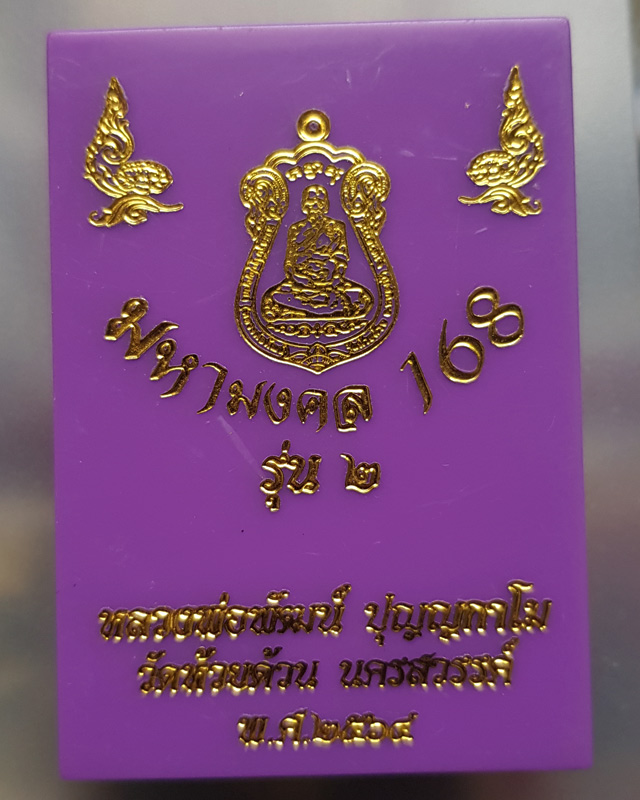 มหามงคล 168
รุ่น ๒
หลวงพ่อพัฒน์ ปุญญกาโม
วัดห้วยด้วน นครสวรรค์
พ.ศ.๒๕๖๔